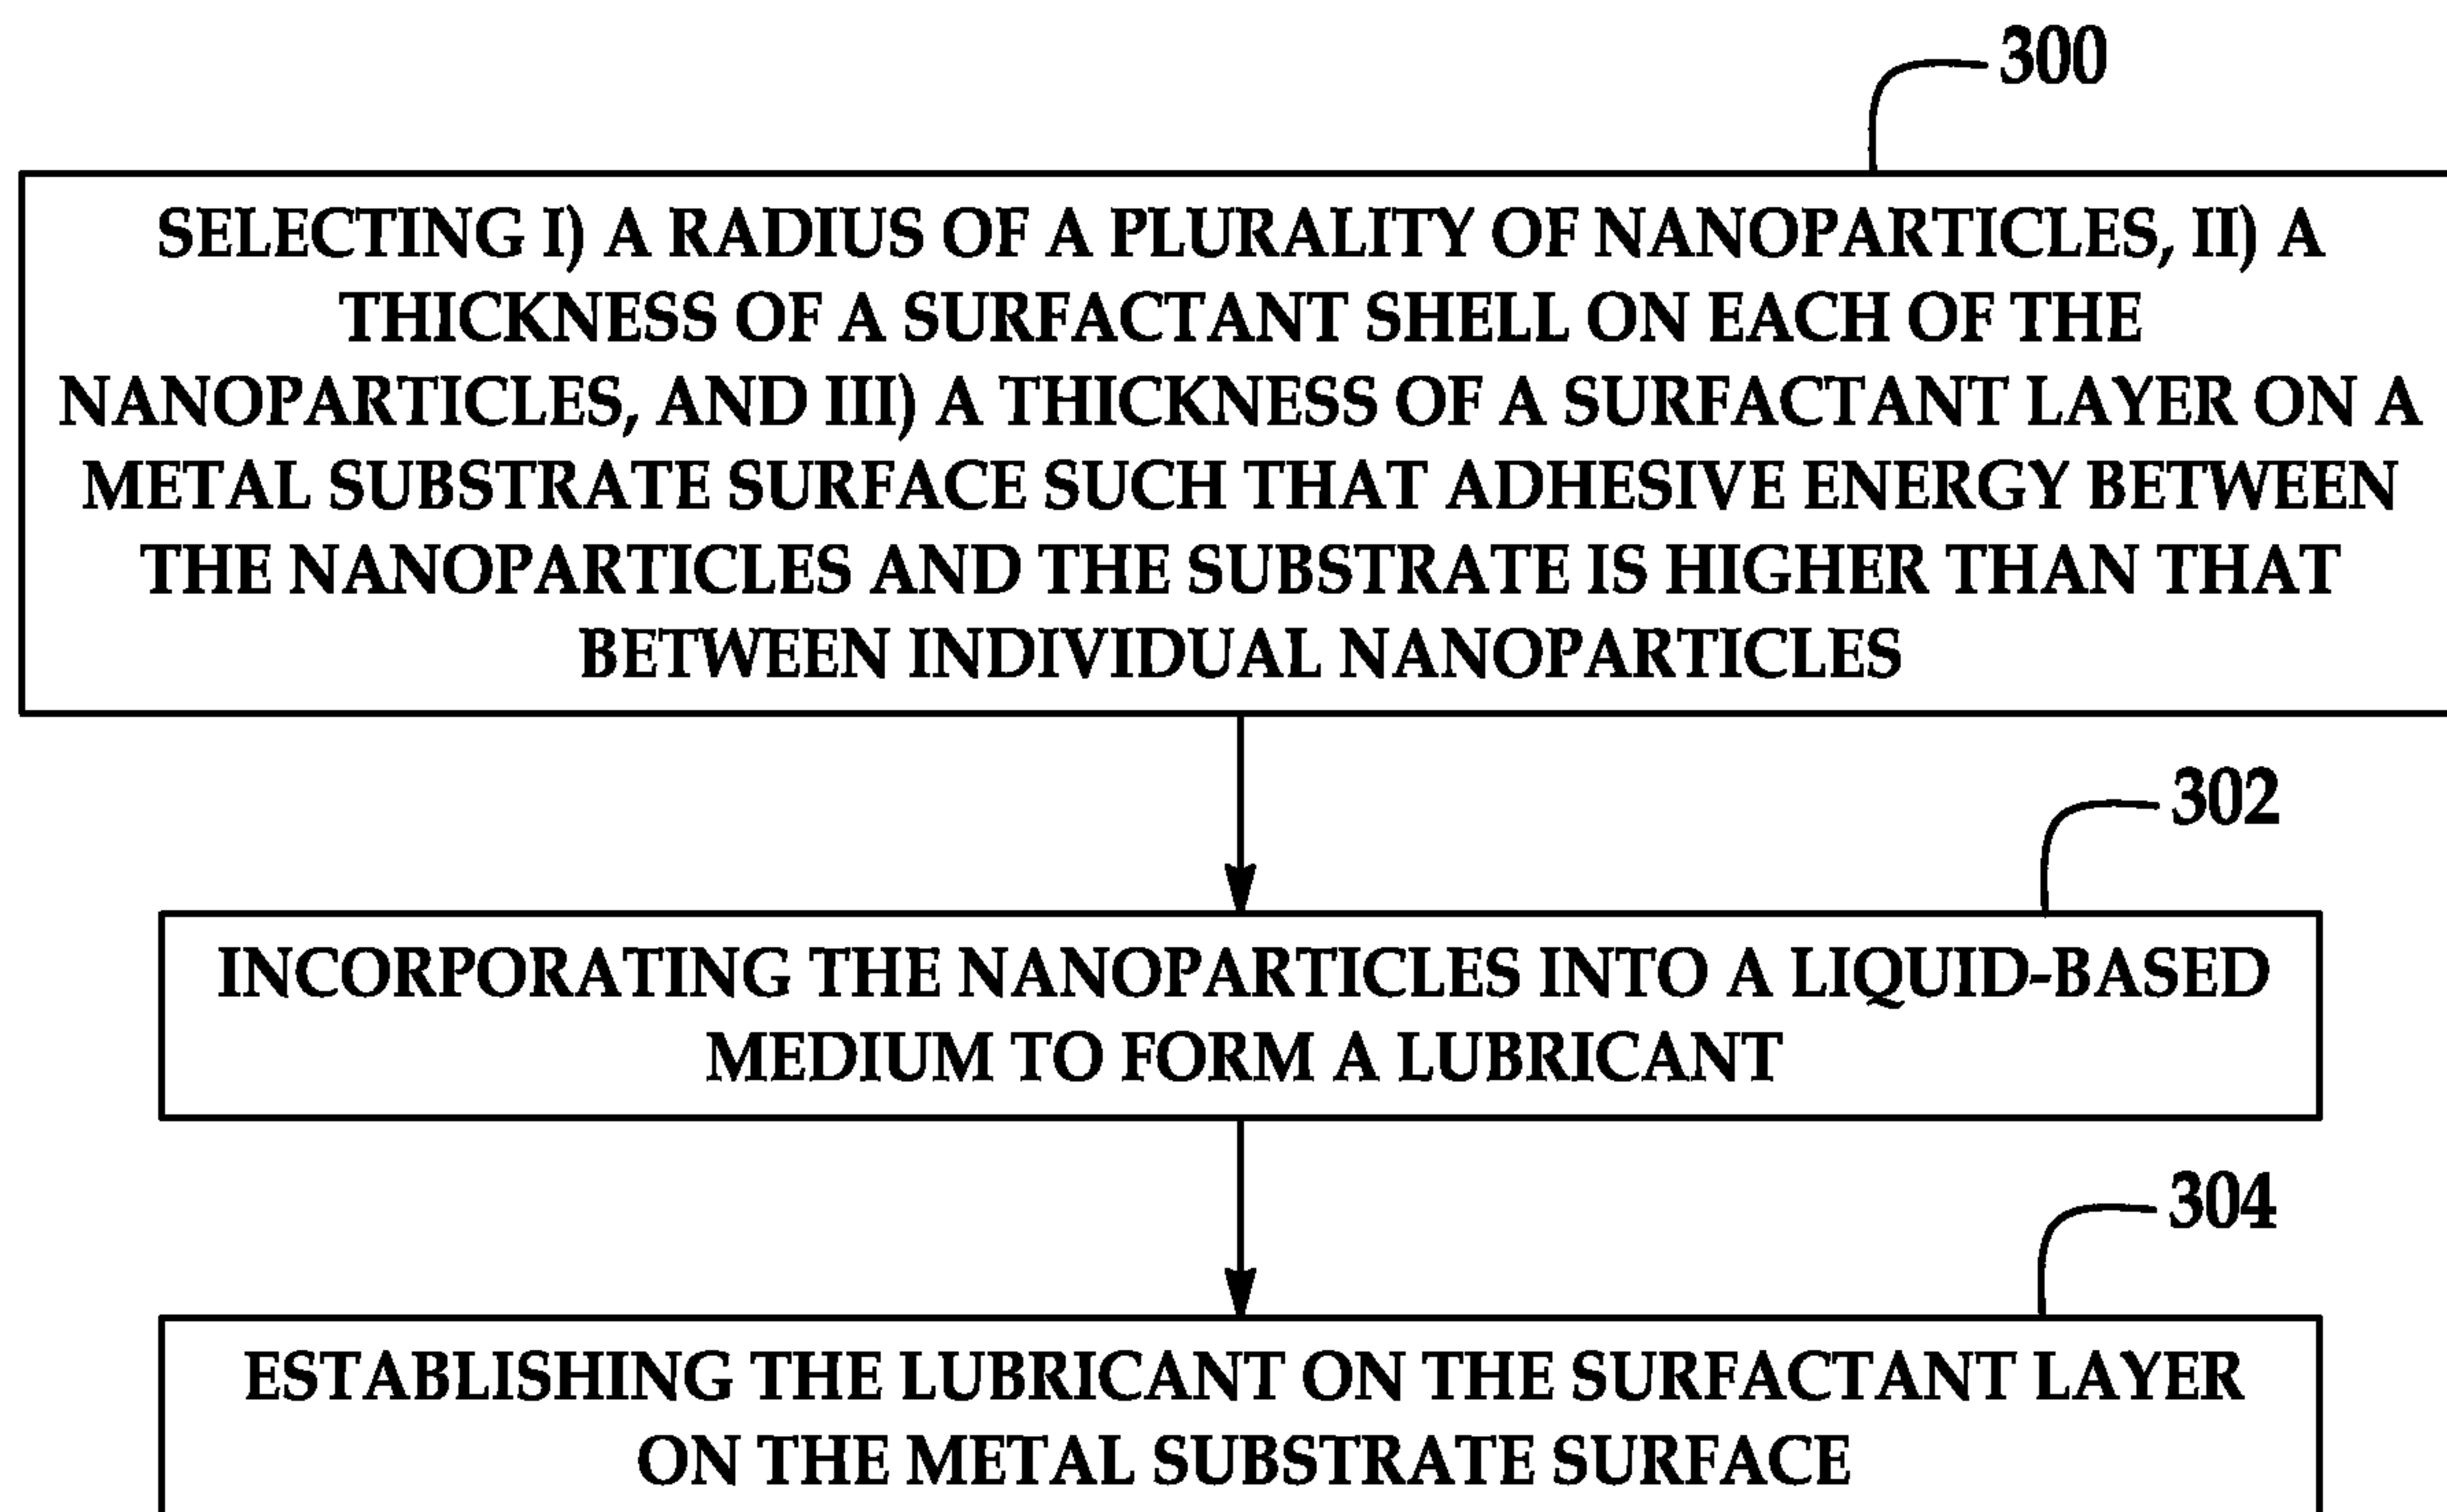 300
SELECTING I) A RADIUS OF A PLURALITY OF NANOPARTICLES, II) A
THICKNESS OF A SURFACTANT SHELL ON EACH OF THE
NANOPARTICLES, AND III) A THICKNESS OF A SURFACTANT LAYER ON A
METAL SUBSTRATE SURFACE SUCH THAT ADHESIVE ENERGY BETWEEN
THE NANOPARTICLES AND THE SUBSTRATE IS HIGHER THAN THAT
BETWEEN INDIVIDUAL NANOPARTICLES
302
INCORPORATING THE NANOPARTICLES INTO A LIQUID-BASED
MEDIUM TO FORM A LUBRICANT
304
ESTABLISHING THE LUBRICANT ON THE SURFACTANT LAYER
ON THE METAL SUBSTRATE SURFACE